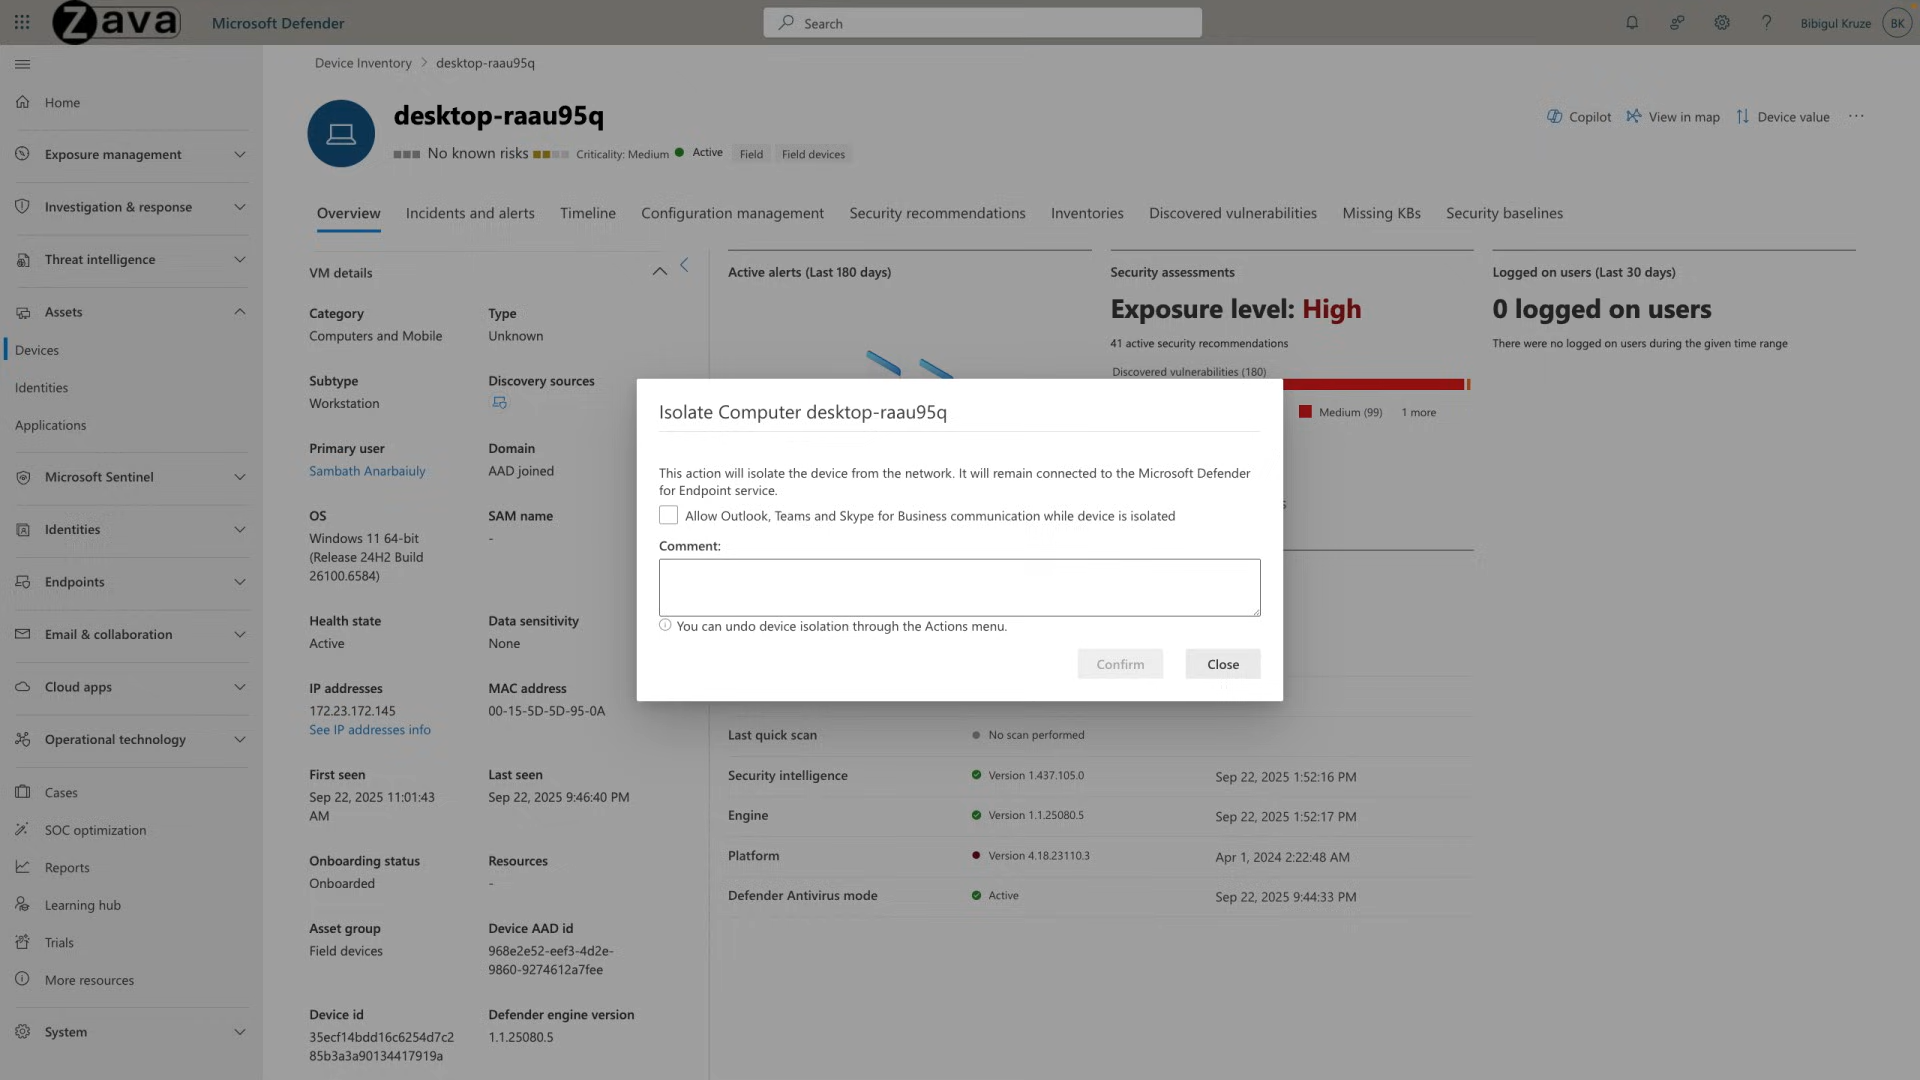 Zava
Microsoft Defender
Search
Bibigul Kruze
BK
Device Inventory > desktop-raau95q
Home
Exposure management
Investigation & response
Threat intelligence
Assets
Devices
Identities
Applications
Microsoft Sentinel
Identities
Endpoints
Email & collaboration
Cloud apps
Operational technology
Cases
SOC optimization
Reports
Learning hub
Trials
More resources
System
desktop-raau95q
No known risks Criticality: Medium Active Field Field devices
Copilot View in map Device value ...
Overview Incidents and alerts Timeline Configuration management Security recommendations Inventories Discovered vulnerabilities Missing KBs Security baselines
VM details
Category Type
Computers and Mobile Unknown
Subtype Discovery sources
Workstation
Primary user Domain
Sambath Anarbaiuly AAD joined
OS SAM name
Windows 11 64-bit -
(Release 24H2 Build
26100.6584)
Health state Data sensitivity
Active None
IP addresses MAC address
172.23.172.145 00-15-5D-5D-95-0A
See IP addresses info
First seen Last seen
Sep 22, 2025 11:01:43 Sep 22, 2025 9:46:40 PM
AM
Onboarding status Resources
Onboarded -
Asset group Device AAD id
Field devices 968e2e52-eef3-4d2e-
9860-9274612a7fee
Device id Defender engine version
35ecf14bdd16c6254d7c2 1.1.25080.5
85b3a3a90134417919a
Active alerts (Last 180 days)
Security assessments
Exposure level: High
41 active security recommendations
Discovered vulnerabilities (180)
Medium (99) 1 more
Logged on users (Last 30 days)
0 logged on users
There were no logged on users during the given time range
Isolate Computer desktop-raau95q
This action will isolate the device from the network. It will remain connected to the Microsoft Defender
for Endpoint service.
Allow Outlook, Teams and Skype for Business communication while device is isolated
Comment:
You can undo device isolation through the Actions menu.
Confirm Close
Last quick scan No scan performed
Security intelligence Version 1.437.105.0 Sep 22, 2025 1:52:16 PM
Engine Version 1.1.25080.5 Sep 22, 2025 1:52:17 PM
Platform Version 4.18.23110.3 Apr 1, 2024 2:22:48 AM
Defender Antivirus mode Active Sep 22, 2025 9:44:33 PM